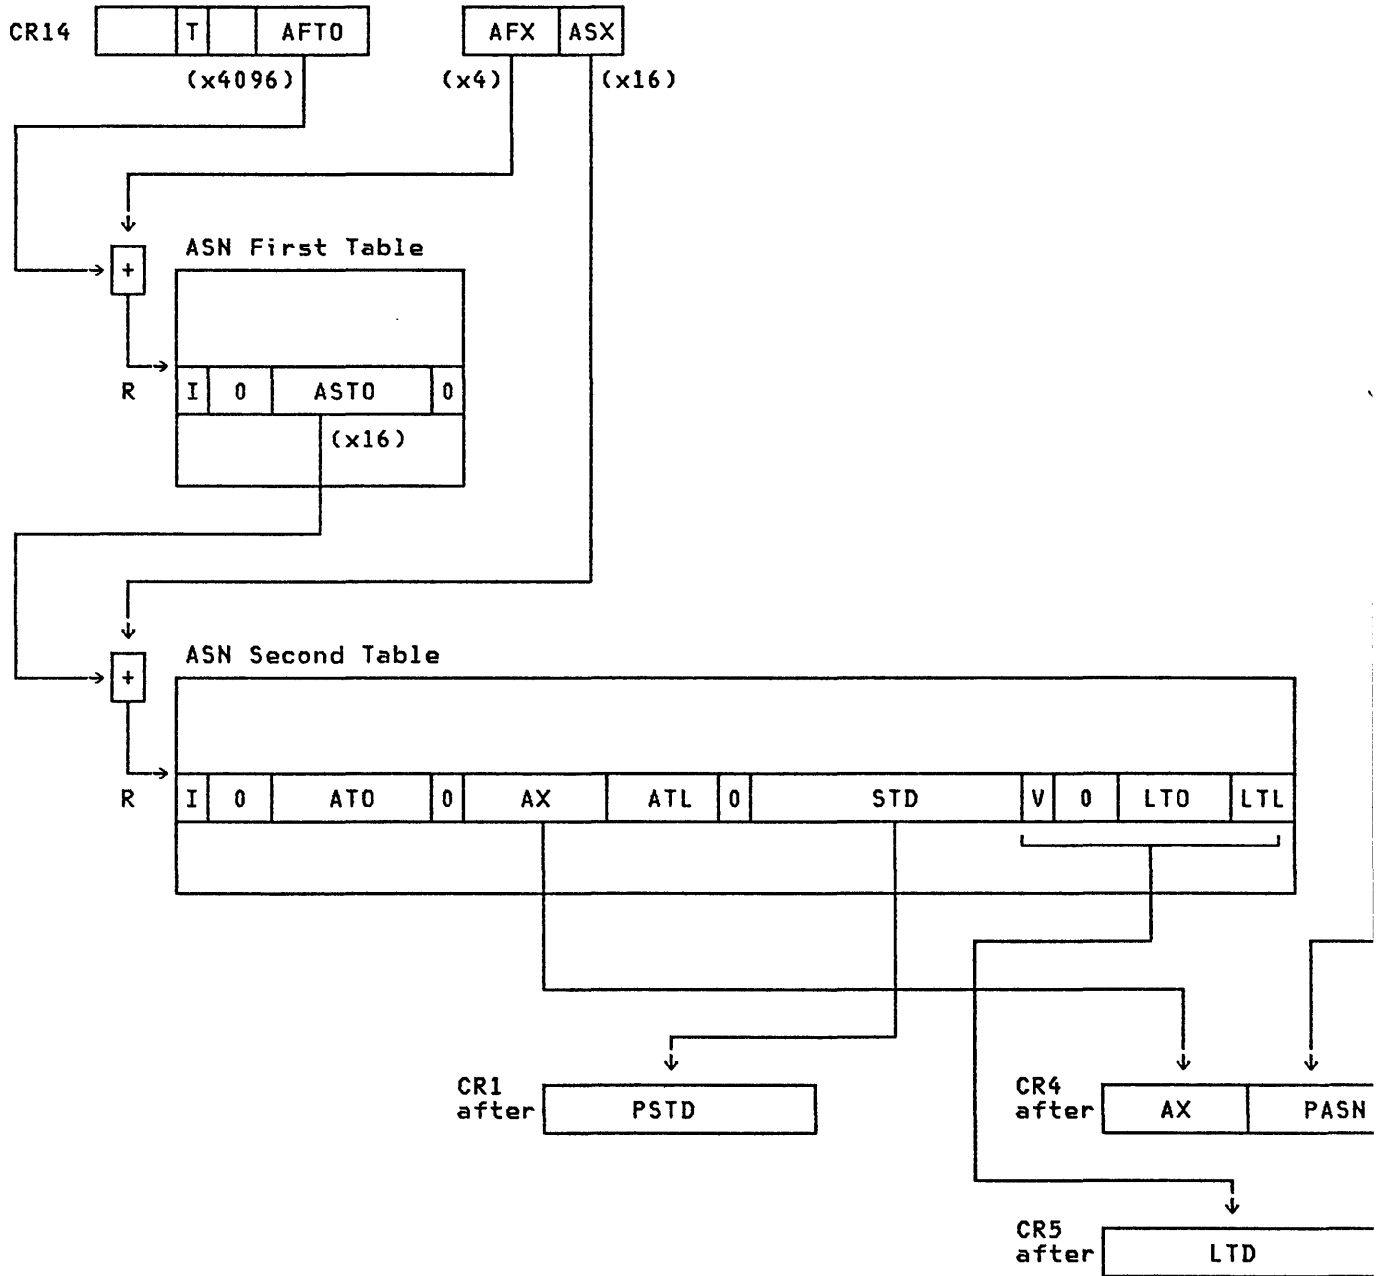 CR14 T AFTO AFX ASX
(x4096) (x4) (x16)
ASN First Table
+
R I 0 ASTO 0
(x16)
ASN Second Table
+
R I 0 ATO 0 AX ATL 0 STD V 0 LTO LTL
CR1 after PSTD
CR4 after AX PASN
CR5 after LTD